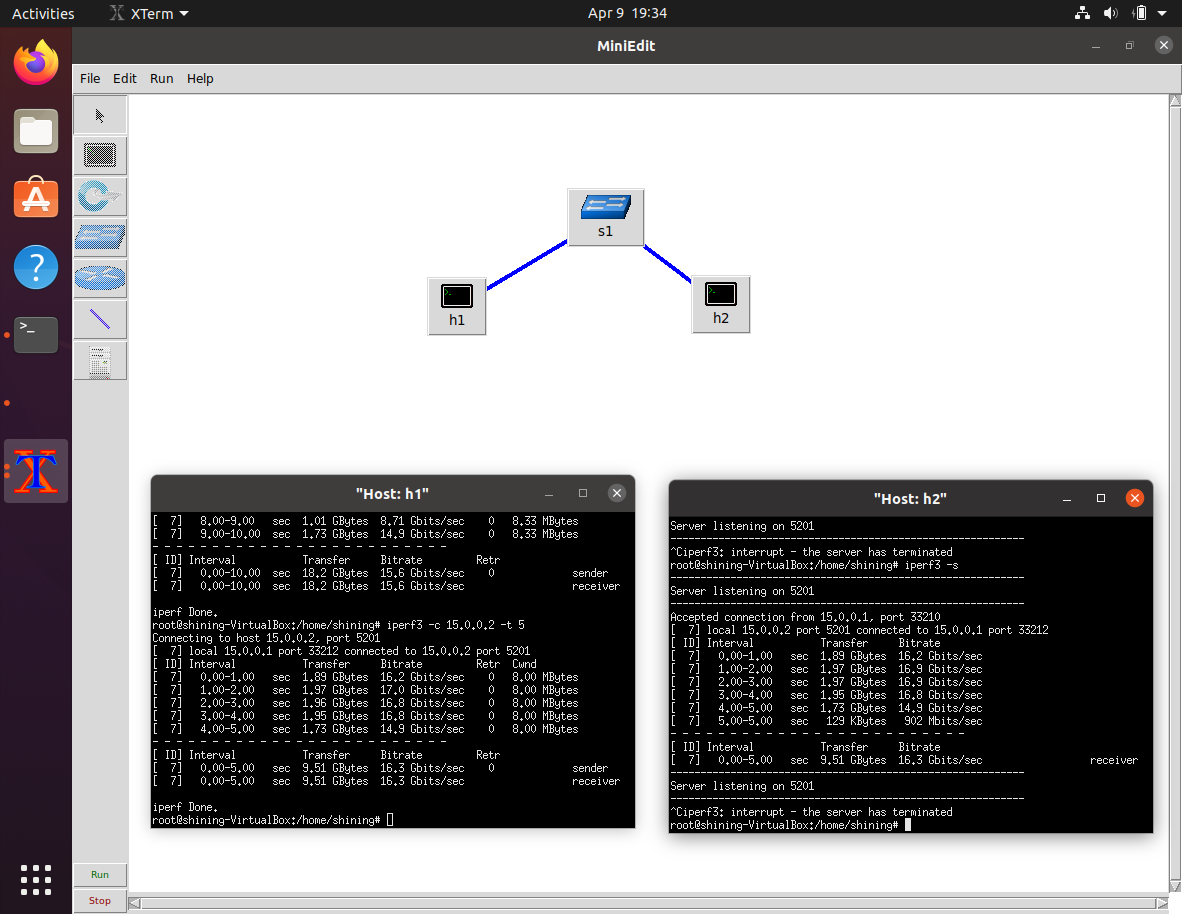 Activities
XTerm
Apr 9 19:34
MiniEdit
File Edit Run Help
s1
h1
h2
"Host: h1"
[  7]   8.00-9.00   sec  1.01 GBytes  8.71 Gbits/sec    0   8.33 MBytes
[  7]   9.00-10.00  sec  1.73 GBytes  14.9 Gbits/sec    0   8.33 MBytes
- - - - - - - - - - - - - - - - - - - - - - - - -
[ ID] Interval           Transfer     Bitrate         Retr
[  7]   0.00-10.00  sec  18.2 GBytes  15.6 Gbits/sec    0             sender
[  7]   0.00-10.00  sec  18.2 GBytes  15.6 Gbits/sec                  receiver
iperf Done.
root@shining-VirtualBox:/home/shining# iperf3 -c 15.0.0.2 -t 5
Connecting to host 15.0.0.2, port 5201
[  7] local 15.0.0.1 port 33212 connected to 15.0.0.2 port 5201
[ ID] Interval           Transfer     Bitrate         Retr  Cwnd
[  7]   0.00-1.00   sec  1.89 GBytes  16.2 Gbits/sec    0   8.00 MBytes
[  7]   1.00-2.00   sec  1.97 GBytes  17.0 Gbits/sec    0   8.00 MBytes
[  7]   2.00-3.00   sec  1.96 GBytes  16.8 Gbits/sec    0   8.00 MBytes
[  7]   3.00-4.00   sec  1.95 GBytes  16.8 Gbits/sec    0   8.00 MBytes
[  7]   4.00-5.00   sec  1.73 GBytes  14.9 Gbits/sec    0   8.00 MBytes
- - - - - - - - - - - - - - - - - - - - - - - - -
[ ID] Interval           Transfer     Bitrate         Retr
[  7]   0.00-5.00   sec  9.51 GBytes  16.3 Gbits/sec    0             sender
[  7]   0.00-5.00   sec  9.51 GBytes  16.3 Gbits/sec                  receiver
iperf Done.
root@shining-VirtualBox:/home/shining#
"Host: h2"
Server listening on 5201
-----------------------------------------------------------
^Ciperf3: interrupt - the server has terminated
root@shining-VirtualBox:/home/shining# iperf3 -s
-----------------------------------------------------------
Server listening on 5201
-----------------------------------------------------------
Accepted connection from 15.0.0.1, port 33210
[  7] local 15.0.0.2 port 5201 connected to 15.0.0.1 port 33212
[ ID] Interval           Transfer     Bitrate
[  7]   0.00-1.00   sec  1.89 GBytes  16.2 Gbits/sec
[  7]   1.00-2.00   sec  1.97 GBytes  16.9 Gbits/sec
[  7]   2.00-3.00   sec  1.97 GBytes  16.9 Gbits/sec
[  7]   3.00-4.00   sec  1.95 GBytes  16.8 Gbits/sec
[  7]   4.00-5.00   sec  1.73 GBytes  14.9 Gbits/sec
[  7]   5.00-5.00   sec   129 KBytes   902 Mbits/sec
- - - - - - - - - - - - - - - - - - - - - - - - -
[ ID] Interval           Transfer     Bitrate
[  7]   0.00-5.00   sec  9.51 GBytes  16.3 Gbits/sec                  receiver
-----------------------------------------------------------
Server listening on 5201
-----------------------------------------------------------
^Ciperf3: interrupt - the server has terminated
root@shining-VirtualBox:/home/shining#
Run
Stop